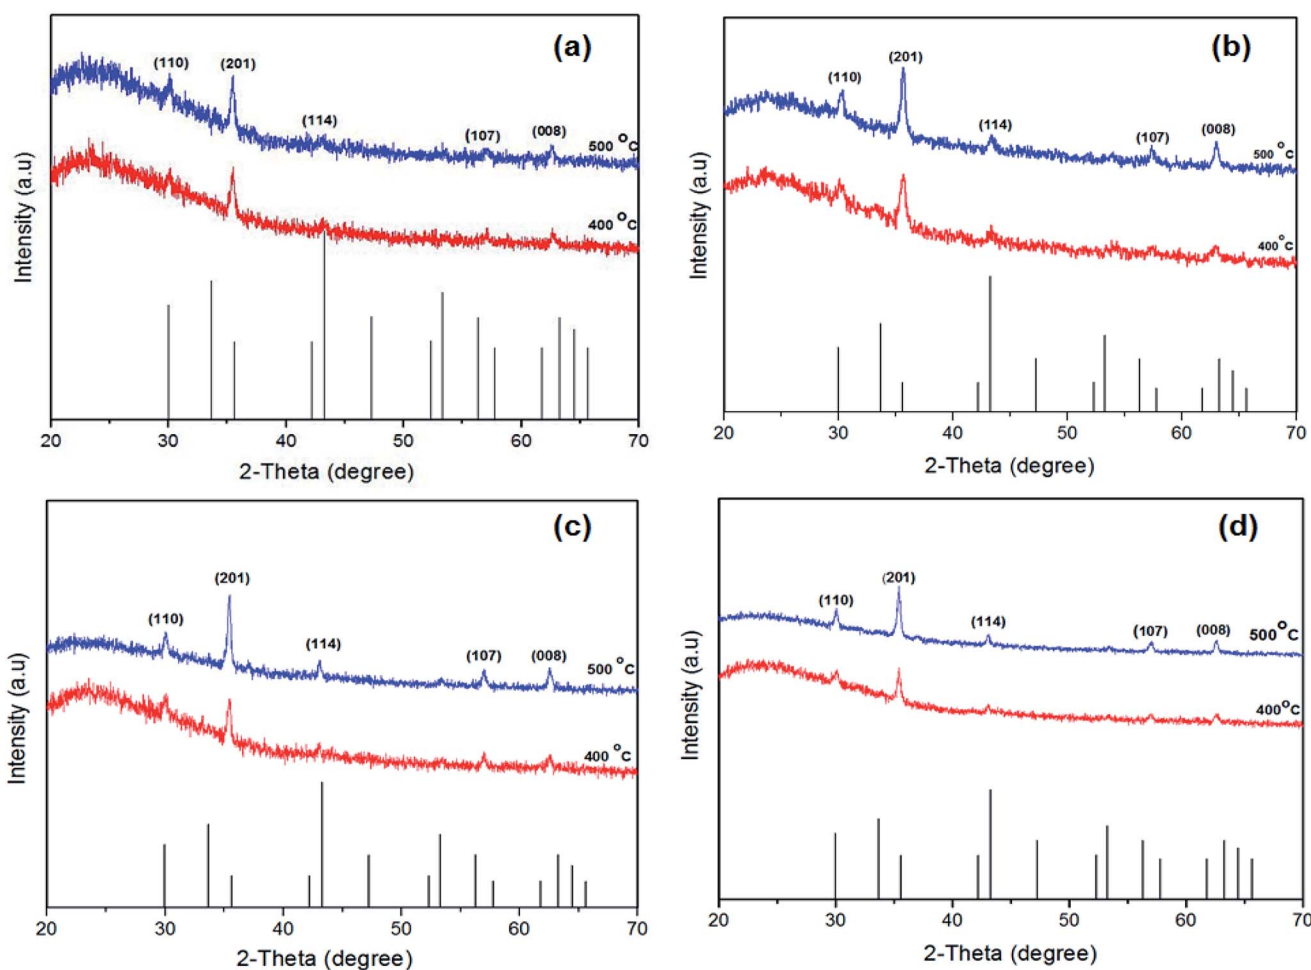 (a)
(110)
(201)
(114)
(107)
(008)
500 °C
400 °C
Intensity (a.u)
20 30 40 50 60 70
2-Theta (degree)
(b)
(110)
(201)
(114)
(107)
(008)
500 °C
400 °C
Intensity (a.u)
20 30 40 50 60 70
2-Theta (degree)
(c)
(201)
(110)
(114)
(107)
(008)
500 °C
400 °C
Intensity (a.u)
20 30 40 50 60 70
2-Theta (degree)
(d)
(201)
(110)
(114)
(107)
(008)
500°C
400°C
Intensity (a.u)
20 30 40 50 60 70
2-Theta (degree)